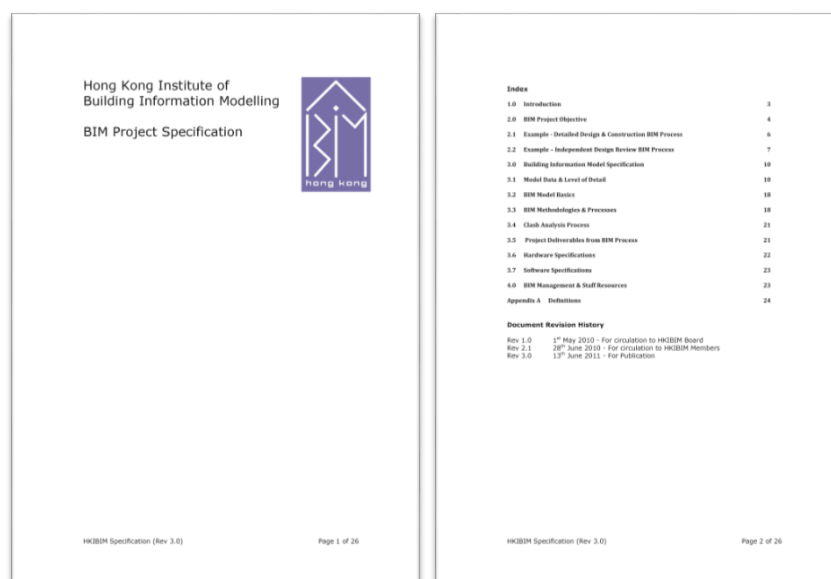 Hong Kong Institute of
Building Information Modelling
BIM Project Specification
BIM
hong kong
HKIBIM Specification (Rev 3.0)    Page 1 of 26
Index
1.0 Introduction 3
2.0 BIM Project Objective 4
2.1 Example - Detailed Design & Construction BIM Process 6
2.2 Example – Independent Design Review BIM Process 7
3.0 Building Information Model Specification 10
3.1 Model Data & Level of Detail 10
3.2 BIM Model Basics 18
3.3 BIM Methodologies & Processes 18
3.4 Clash Analysis Process 21
3.5 Project Deliverables from BIM Process 21
3.6 Hardware Specifications 22
3.7 Software Specifications 23
4.0 BIM Management & Staff Resources 23
Appendix A Definitions 24
Document Revision History
Rev 1.0 1st May 2010 - For circulation to HKIBIM Board
Rev 2.1 28th June 2010 - For circulation to HKIBIM Members
Rev 3.0 13th June 2011 - For Publication
HKIBIM Specification (Rev 3.0)    Page 2 of 26